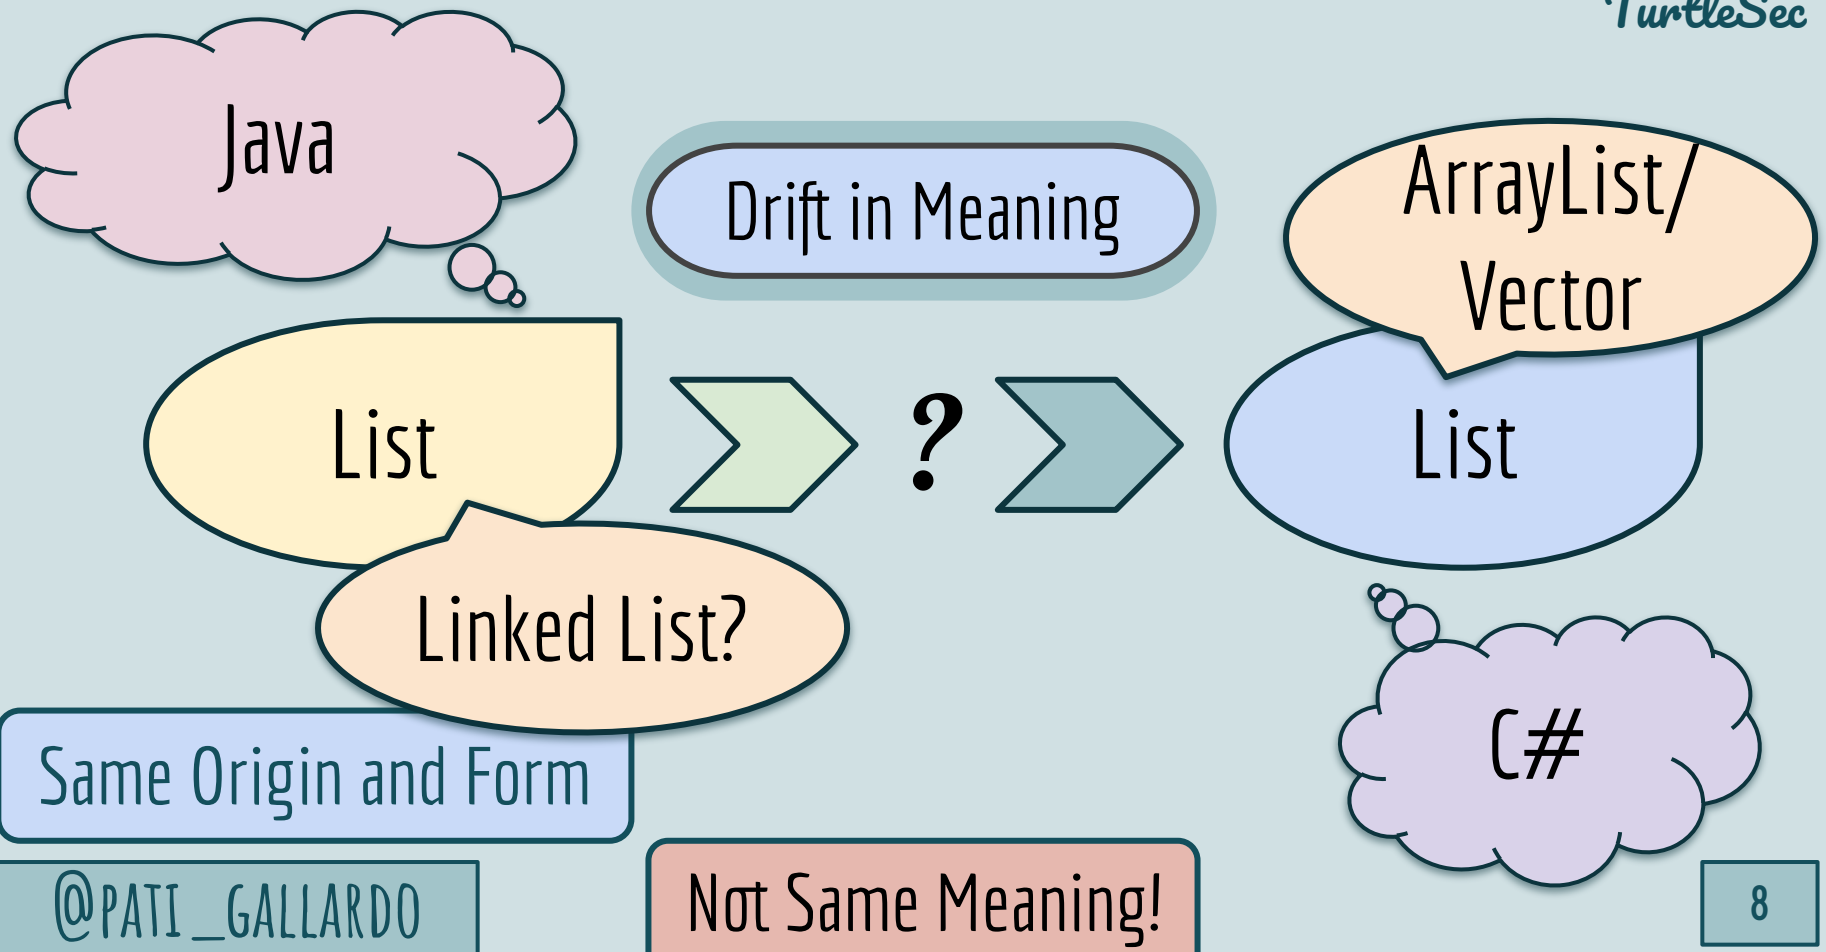 TurtleSec
Java
Drift in Meaning
ArrayList/
Vector
List
?
List
Linked List?
Same Origin and Form
C#
Not Same Meaning!
@PATI_GALLARDO
8